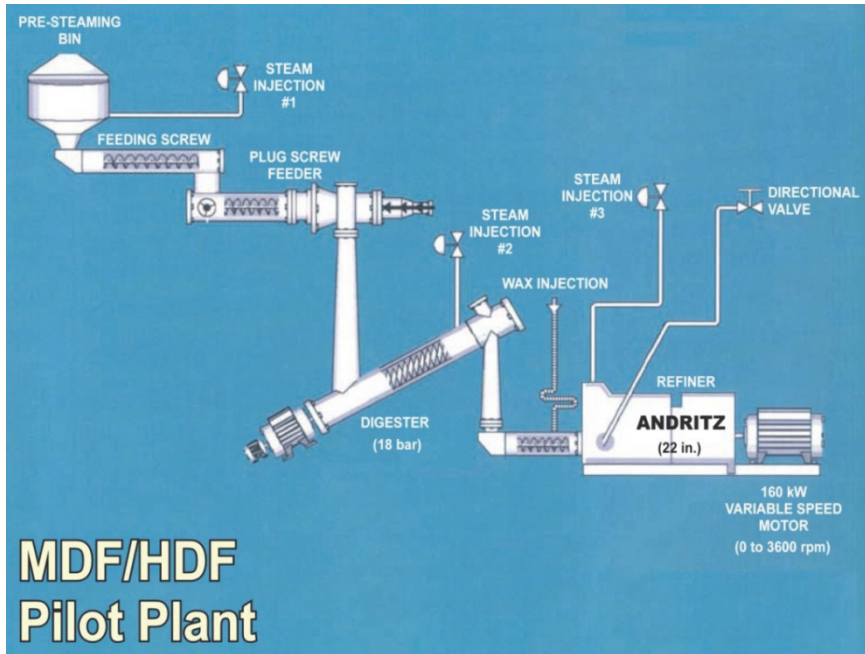 PRE-STEAMING
BIN
STEAM
INJECTION
#1
FEEDING SCREW
PLUG SCREW
FEEDER
STEAM
INJECTION
#2
STEAM
INJECTION
#3
DIRECTIONAL
VALVE
WAX INJECTION
REFINER
ANDRITZ
(22 in.)
DIGESTER
(18 bar)
160 kW
VARIABLE SPEED
MOTOR
(0 to 3600 rpm)
MDF/HDF
Pilot Plant